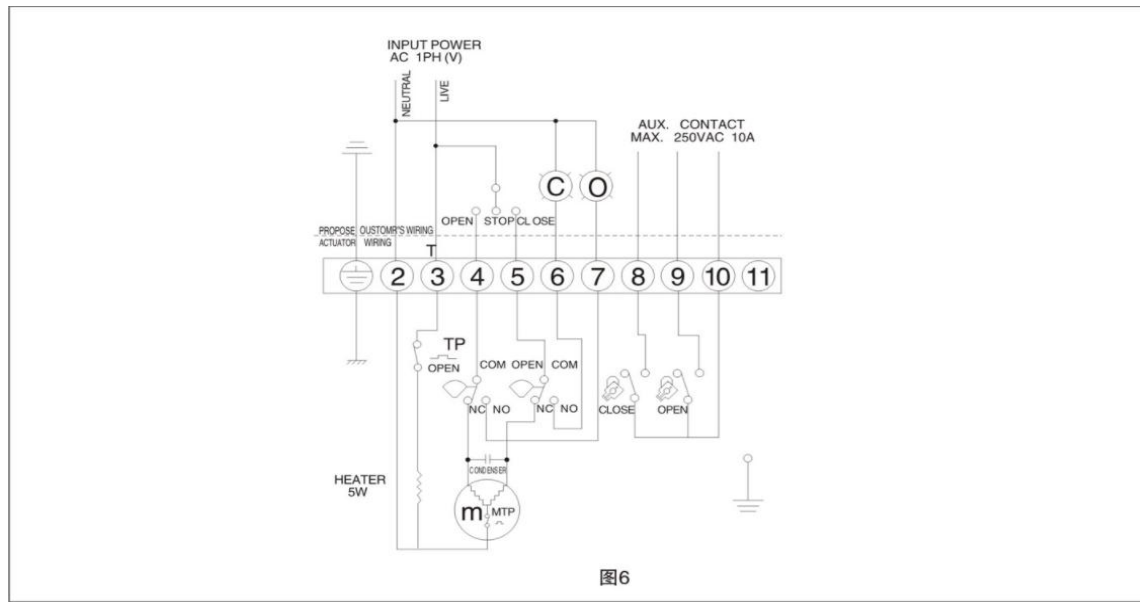 INPUT POWER
AC 1PH (V)
NEUTRAL
LIVE
AUX. CONTACT
MAX. 250VAC 10A
C O
OPEN STOP CLOSE
PROPOSE OUSTOMR'S WIRING
ACTUATOR WIRING
T
2 3 4 5 6 7 8 9 10 11
TP
OPEN
COM OPEN COM
NC NO NC NO
CLOSE OPEN
CONDENSER
HEATER
5W
m MTP
图6